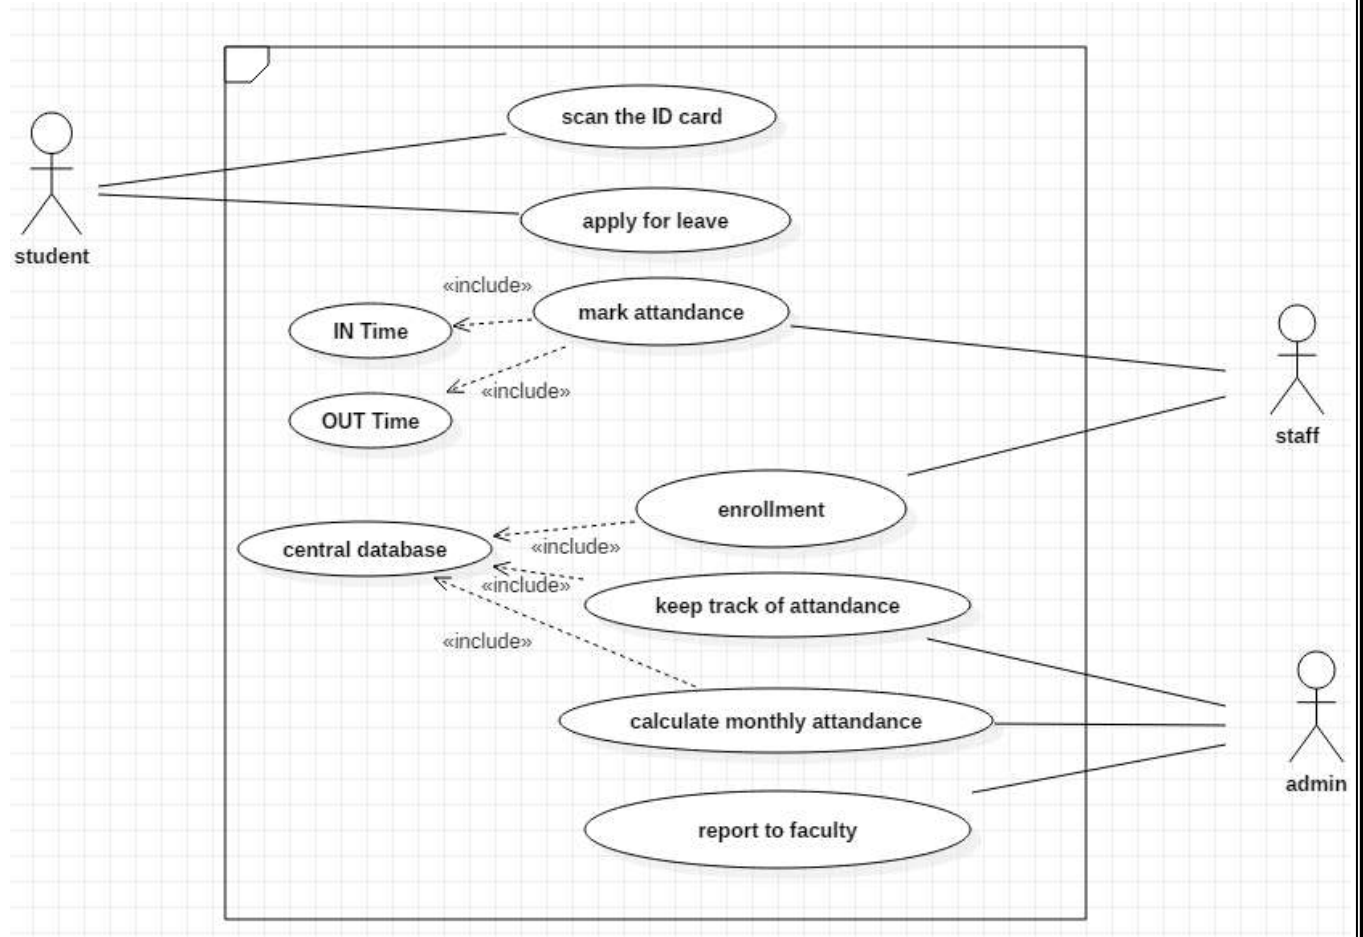 scan the ID card
apply for leave
student
«include»
mark attandance
IN Time
«include»
OUT Time
staff
enrollment
central database
«include»
«include»
keep track of attandance
«include»
calculate monthly attandance
admin
report to faculty